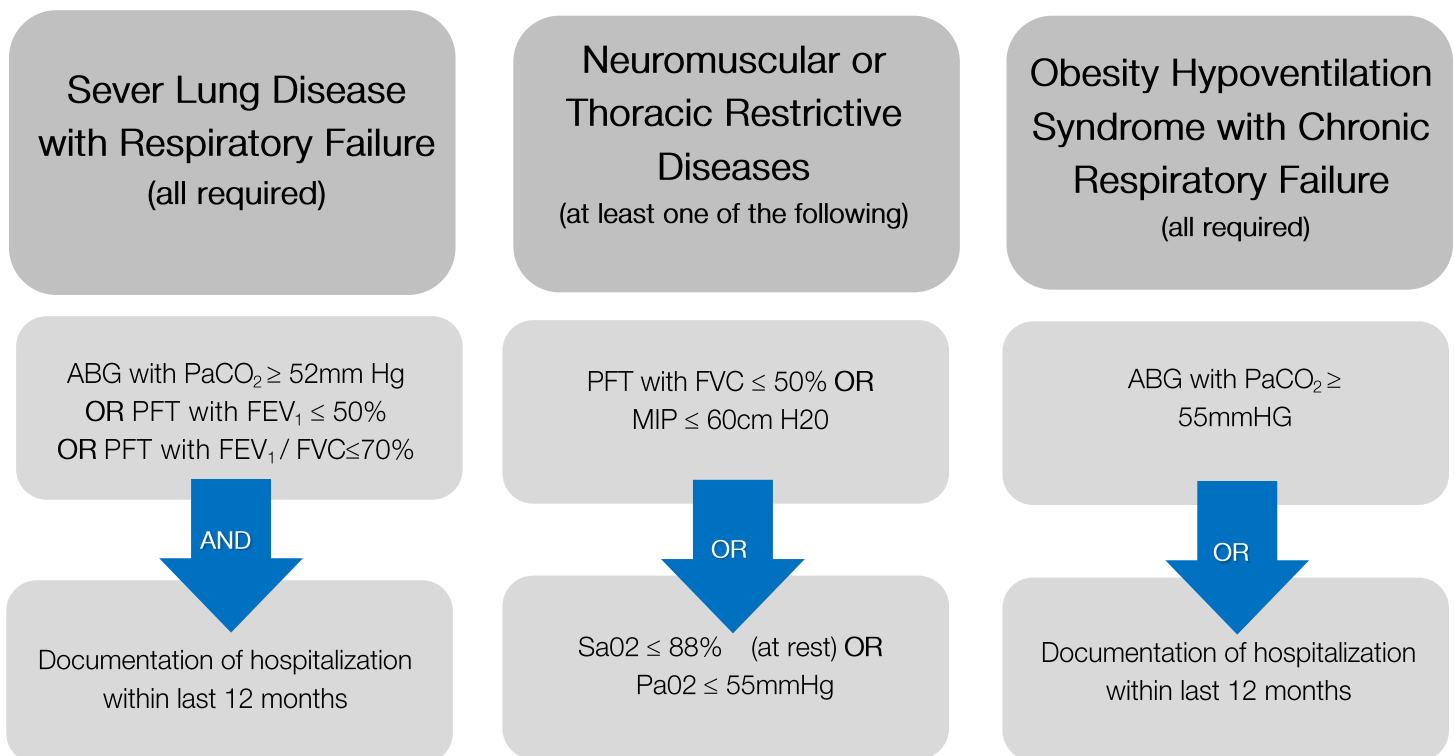 Sever Lung Disease
with Respiratory Failure
(all required)
ABG with PaCO₂ ≥ 52mm Hg
OR PFT with FEV₁ ≤ 50%
OR PFT with FEV₁ / FVC≤70%
AND
Documentation of hospitalization
within last 12 months
Neuromuscular or
Thoracic Restrictive
Diseases
(at least one of the following)
PFT with FVC ≤ 50% OR
MIP ≤ 60cm H20
OR
Sa02 ≤ 88% (at rest) OR
Pa02 ≤ 55mmHg
Obesity Hypoventilation
Syndrome with Chronic
Respiratory Failure
(all required)
ABG with PaCO₂ ≥
55mmHG
OR
Documentation of hospitalization
within last 12 months